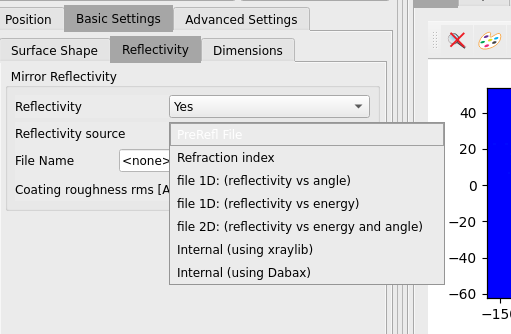 Position Basic Settings Advanced Settings
Surface Shape Reflectivity Dimensions
Mirror Reflectivity
Reflectivity Yes
Reflectivity source PreRefl File
Refraction index
File Name <none>
file 1D: (reflectivity vs angle)
Coating roughness rms [A
file 1D: (reflectivity vs energy)
file 2D: (reflectivity vs energy and angle)
Internal (using xraylib)
Internal (using Dabax)
40
20
0
−20
−40
−60
−150